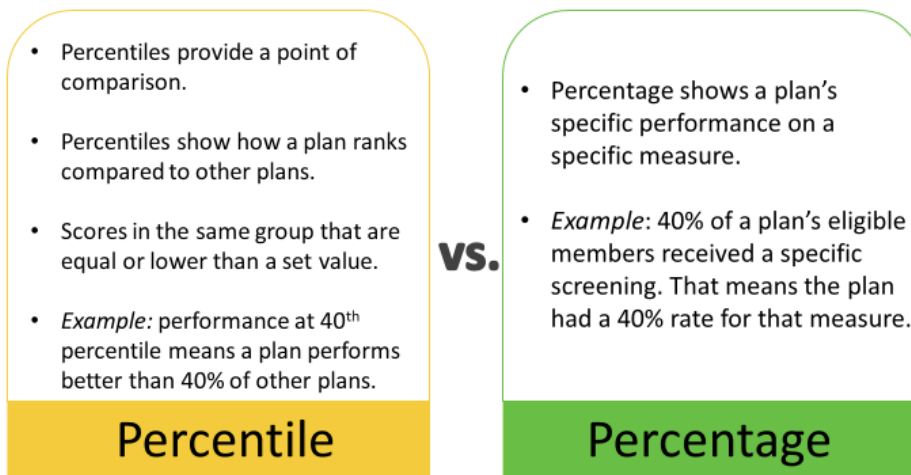 • Percentiles provide a point of
comparison.
• Percentiles show how a plan ranks
compared to other plans.
• Scores in the same group that are
equal or lower than a set value.
• Example: performance at 40th
percentile means a plan performs
better than 40% of other plans.
Percentile
vs.
• Percentage shows a plan's
specific performance on a
specific measure.
• Example: 40% of a plan's eligible
members received a specific
screening. That means the plan
had a 40% rate for that measure.
Percentage